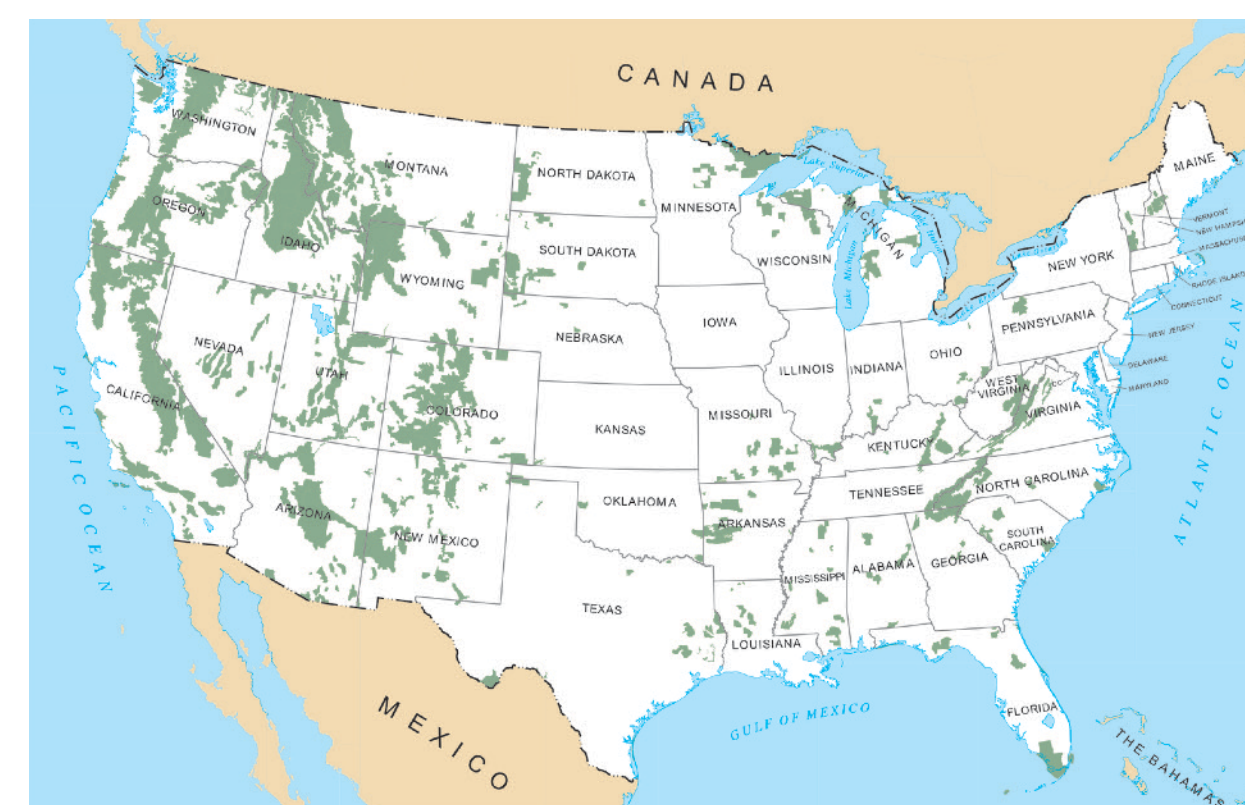 CANADA
WASHINGTON
MONTANA
NORTH DAKOTA
MINNESOTA
Lake Superior
MAINE
OREGON
IDAHO
SOUTH DAKOTA
WISCONSIN
MICHIGAN
Lake Michigan
VERMONT
NEW HAMPSH
MASSACHUS
NEW YORK
RHODE ISLAND
CONNECTICUT
WYOMING
NEBRASKA
IOWA
PENNSYLVANIA
NEW JERSEY
NEVADA
UTAH
ILLINOIS
INDIANA
OHIO
DELAWARE
MARYLAND
CALIFORNIA
COLORADO
KANSAS
MISSOURI
WEST
VIRGINIA
VIRGINIA
KENTUCKY
PACIFIC OCEAN
ATLANTIC OCEAN
ARIZONA
NEW MEXICO
OKLAHOMA
ARKANSAS
TENNESSEE
NORTH CAROLINA
SOUTH
CAROLINA
MISSISSIPPI
ALABAMA
GEORGIA
TEXAS
LOUISIANA
FLORIDA
GULF OF MEXICO
MEXICO
THE BAHAMAS